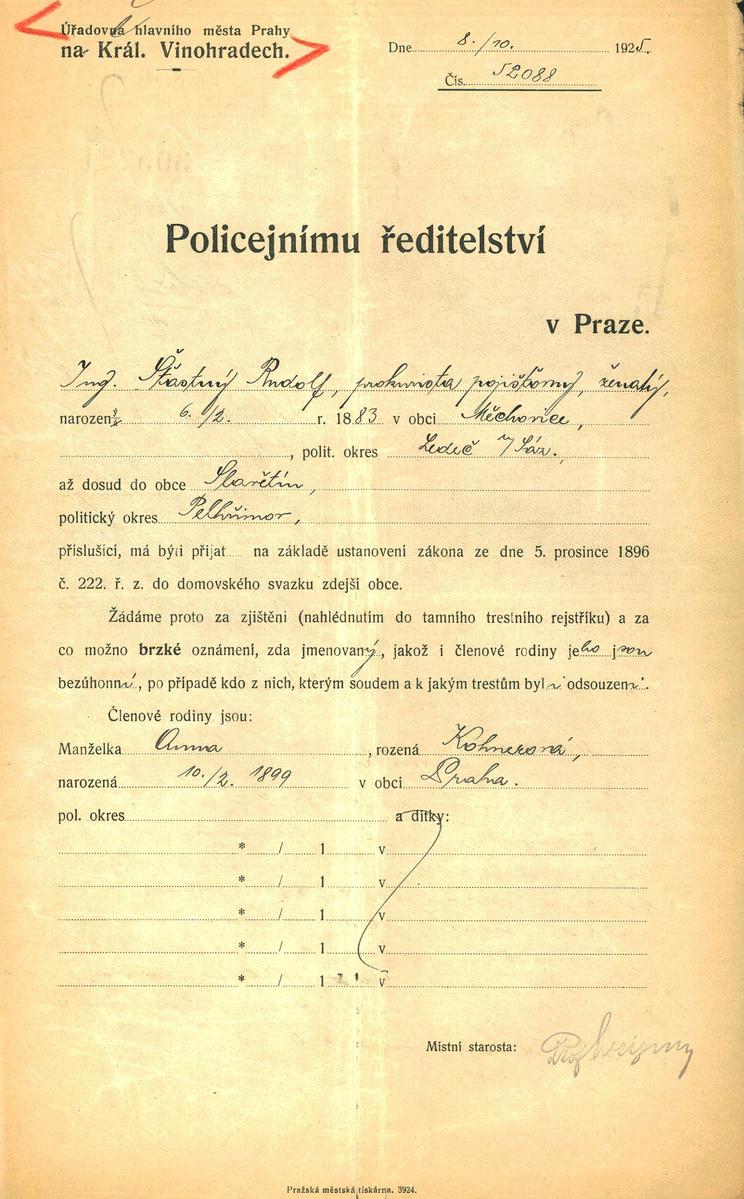 Úřadovna hlavního města Prahy
na Král. Vinohradech.
Dne 8./10. 1925.
Čís. 52088
Policejnímu ředitelství
v Praze.
Ing. Šťastný Rudolf, prokurista pojišťovny, ženatý,
narozen 6./2. r. 1883 v obci Měchovice,
, polit. okres Ledeč n/Sáz.,
až dosud do obce Slavětín,
politický okres Pelhřimov,
příslušící, má býti přijat na základě ustanovení zákona ze dne 5. prosince 1896
č. 222. ř. z. do domovského svazku zdejší obce.
Žádáme proto za zjištění (nahlédnutím do tamního trestního rejstříku) a za
co možno brzké oznámení, zda jmenovaný, jakož i členové rodiny jeho jsou
bezúhonní, po případě kdo z nich, kterým soudem a k jakým trestům byli odsouzeni.
Členové rodiny jsou:
Manželka Anna, rozená Kohnerová,
narozená 10./2. 1899 v obci Praha.
pol. okres a dítky:
* / 1 v
* / 1 v
* / 1 v
* / 1 v
* / 1 v
Místní starosta:
Pražská městská tiskárna. 3924.